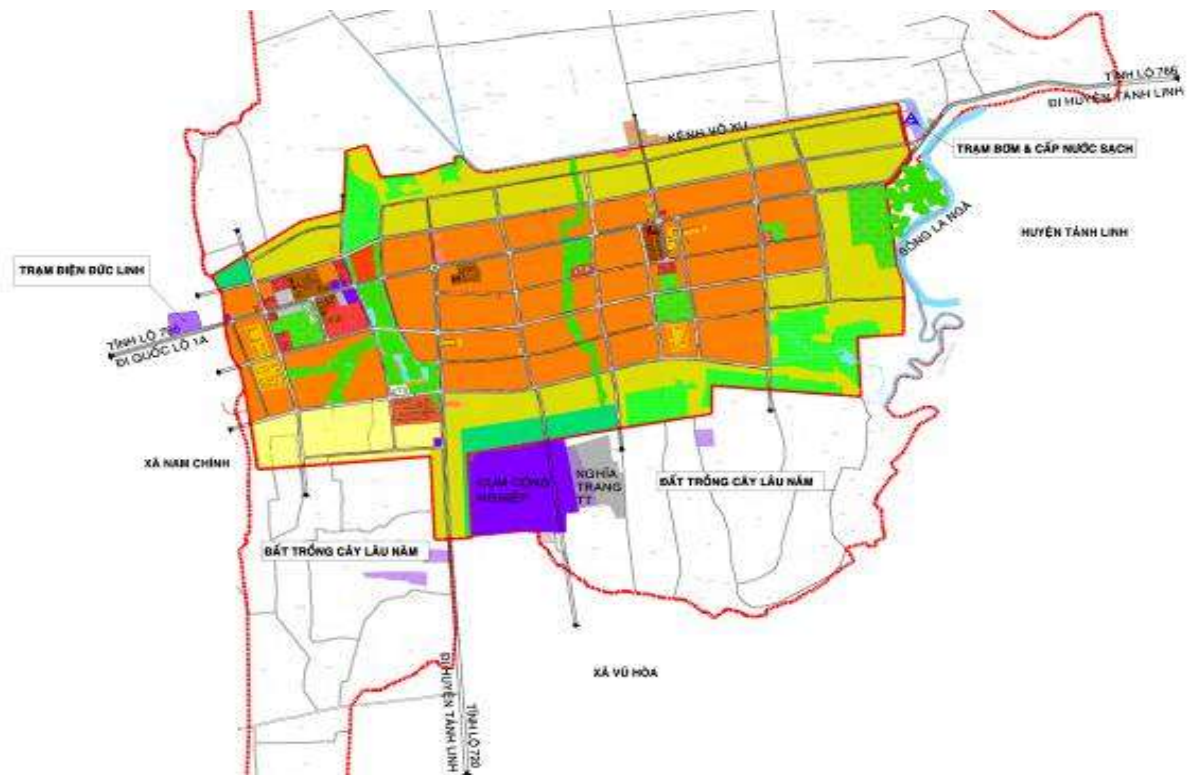 TỈNH LỘ 766
ĐI HUYỆN TÁNH LINH
KÊNH VÕ XU
TRẠM BƠM & CẤP NƯỚC SẠCH
HUYỆN TÁNH LINH
SÔNG LA NGÀ
TRẠM ĐIỆN ĐỨC LINH
TỈNH LỘ 766
ĐI QUỐC LỘ 1A
XÃ NAM CHÍNH
CỤM CÔNG
NGHIỆP
NGHĨA
TRANG
TT
ĐẤT TRỒNG CÂY LÂU NĂM
ĐẤT TRỒNG CÂY LÂU NĂM
XÃ VŨ HÒA
ĐI HUYỆN TÁNH LINH
TỈNH LỘ 720